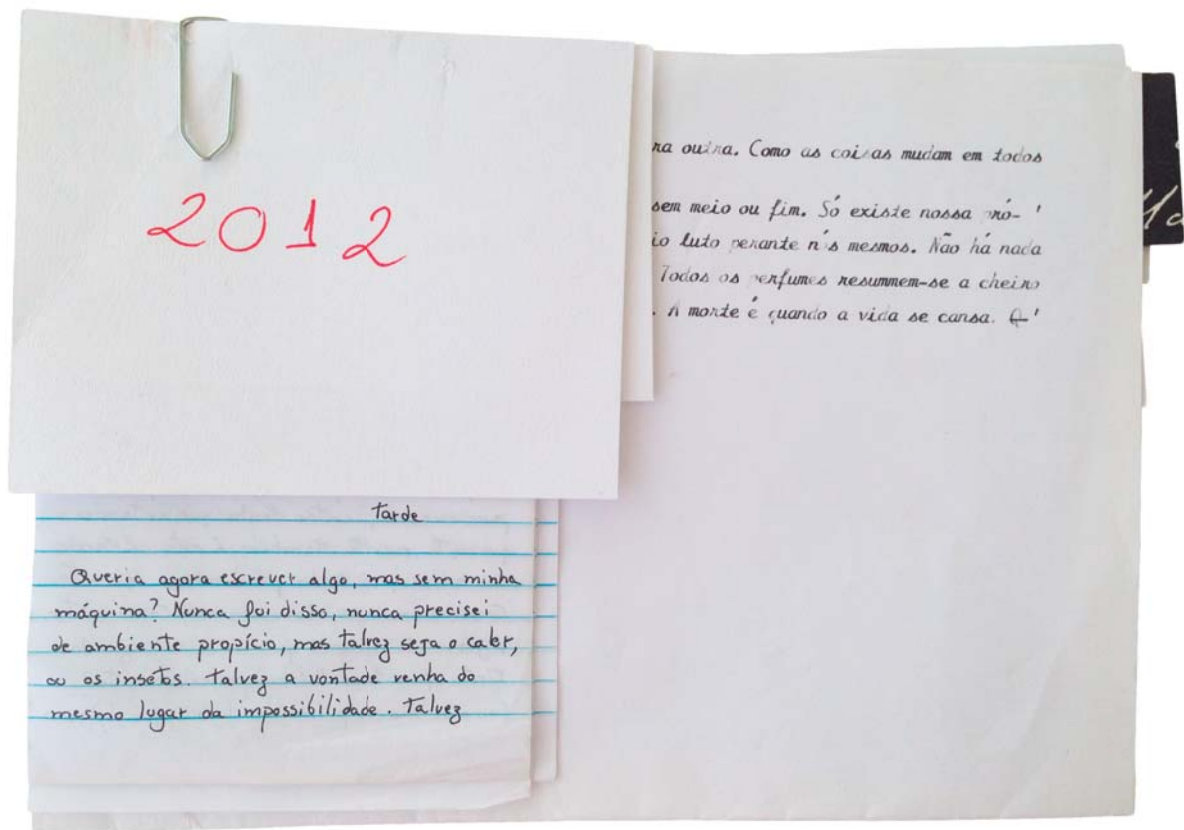 2012
ra outra. Como as coisas mudam em todos
sem meio ou fim. Só existe nossa pró-'
io luto perante nós mesmos. Não há nada
Todos os perfumes resummem-se a cheiro
. A morte é quando a vida se cansa.
tarde
Queria agora escrever algo, mas sem minha
máquina? Nunca fui disso, nunca precisei
de ambiente propício, mas talvez seja o calor,
ou os insetos. talvez a vontade venha do
mesmo lugar da impossibilidade. Talvez